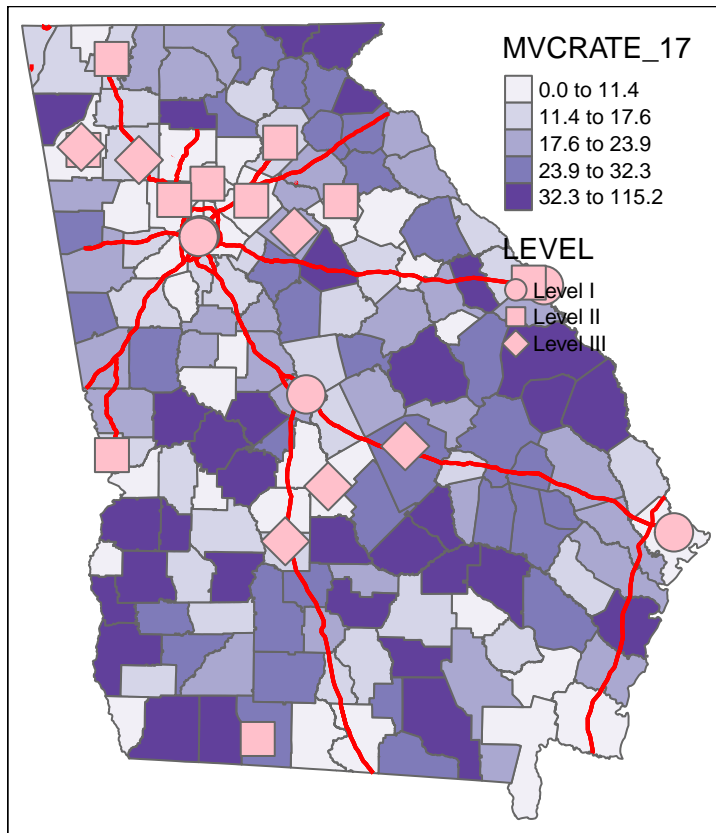 MVCRATE_17
0.0 to 11.4
11.4 to 17.6
17.6 to 23.9
23.9 to 32.3
32.3 to 115.2
LEVEL
Level I
Level II
Level III